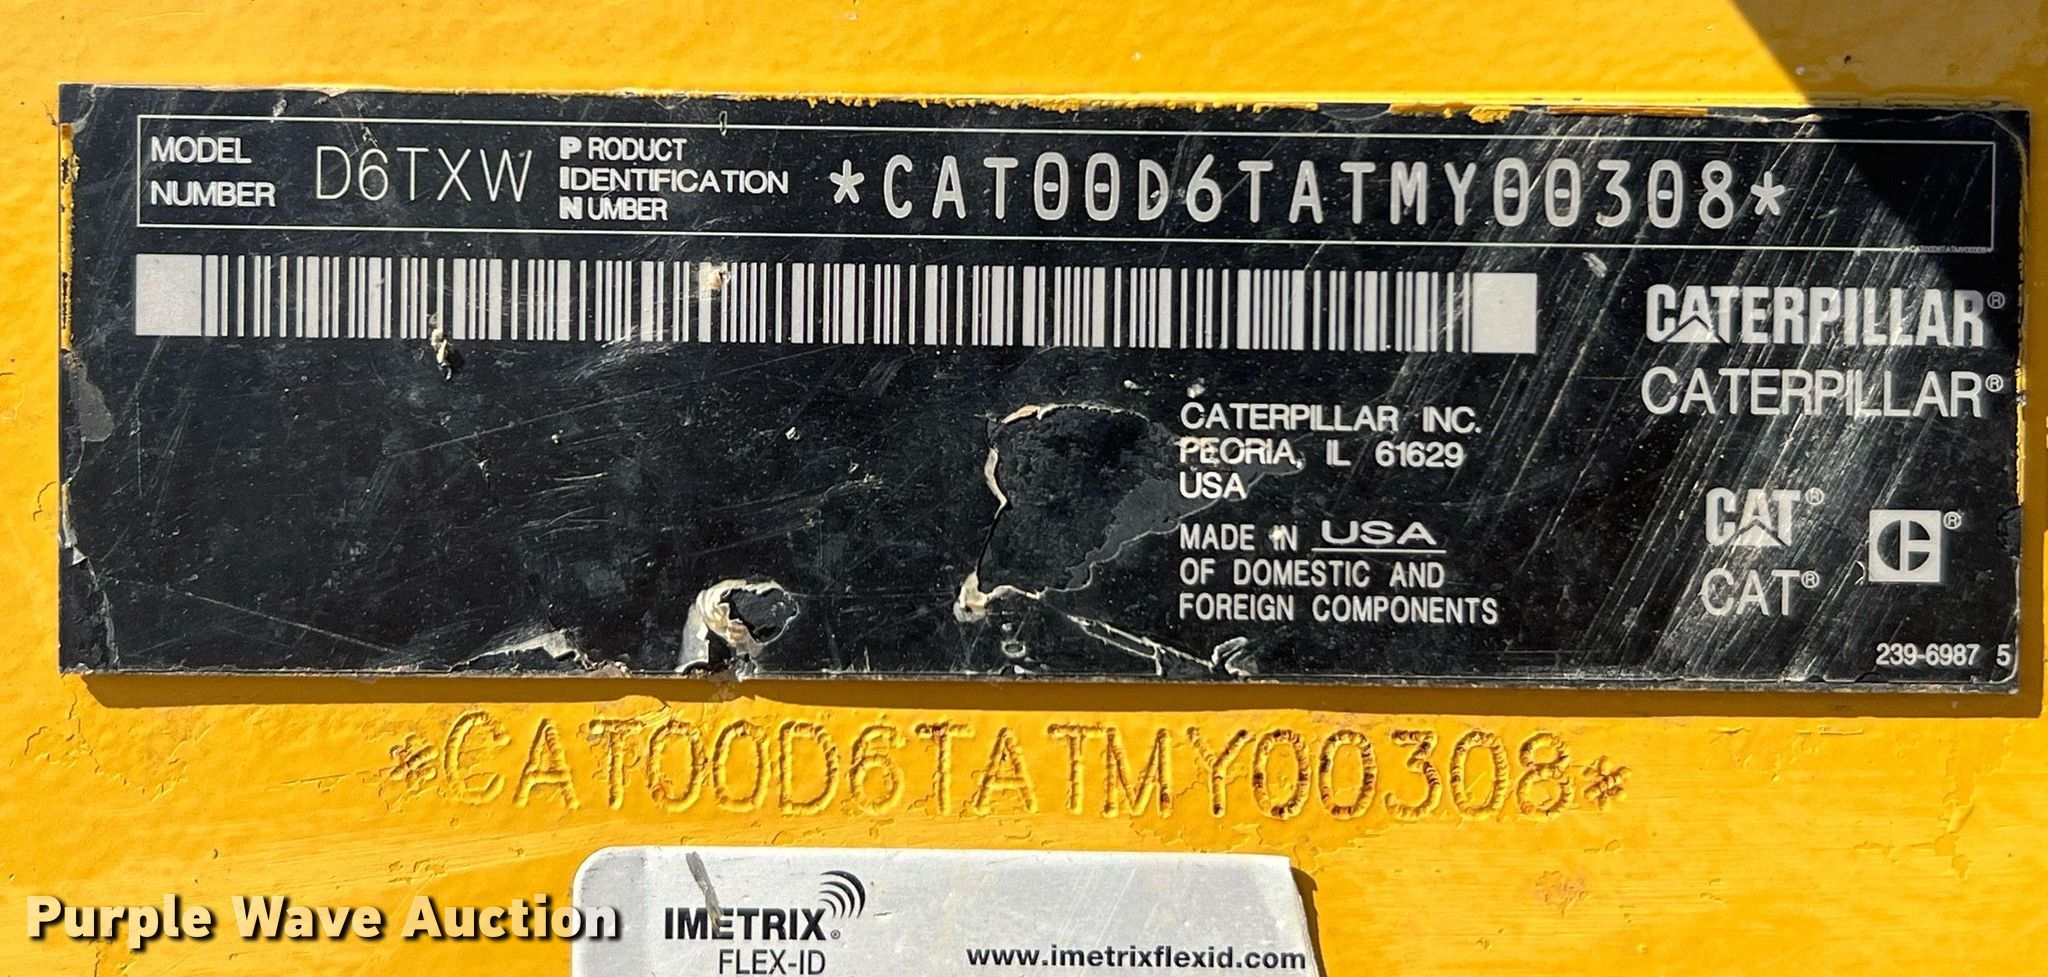 MODEL NUMBER D6TXW PRODUCT IDENTIFICATION NUMBER *CAT00D6TATMY00308*
*CAT00D6TATMY00308*
CATERPILLAR®
CATERPILLAR®
CATERPILLAR INC.
PEORIA, IL 61629
USA
MADE IN USA
OF DOMESTIC AND
FOREIGN COMPONENTS
CAT®
CAT®
C®
239-6987 5
*CAT00D6TATMY00308*
IMETRIX®
FLEX-ID
www.imetrixflexid.com
Purple Wave Auction